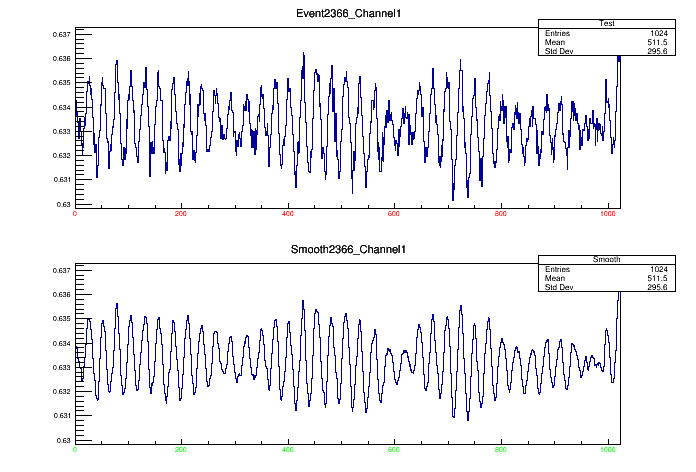 Event2366_Channel1
Test
Entries 1024
Mean 511.5
Std Dev 295.6
0.637
0.636
0.635
0.634
0.633
0.632
0.631
0.63
0 200 400 600 800 1000
Smooth2366_Channel1
Smooth
Entries 1024
Mean 511.5
Std Dev 295.6
0.637
0.636
0.635
0.634
0.633
0.632
0.631
0.63
0 200 400 600 800 1000